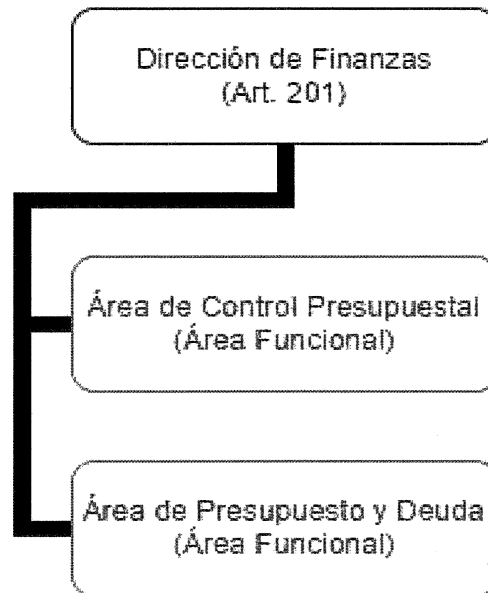 Dirección de Finanzas
(Art. 201)
Área de Control Presupuestal
(Área Funcional)
Área de Presupuesto y Deuda
(Área Funcional)